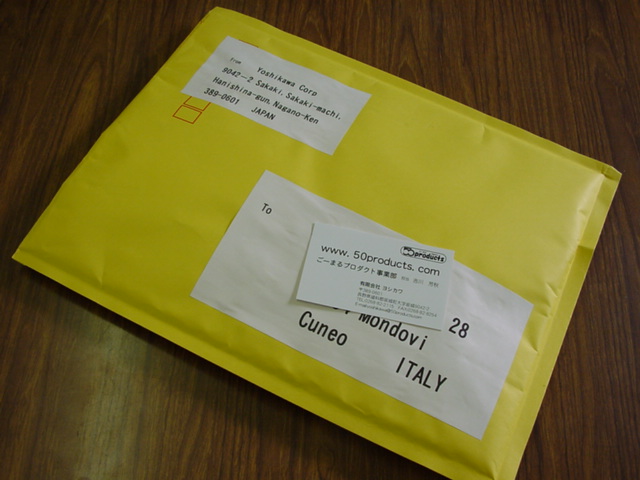 From Yoshikawa Corp
9042-2 Sakaki, Sakaki-machi,
Hanishina-gun, Nagano-Ken
389-0601 JAPAN
To
50products
www.50products.com
ごーまるプロダクト事業部
有限会社 ヨシカワ
28
Mondovi
Cuneo
ITALY